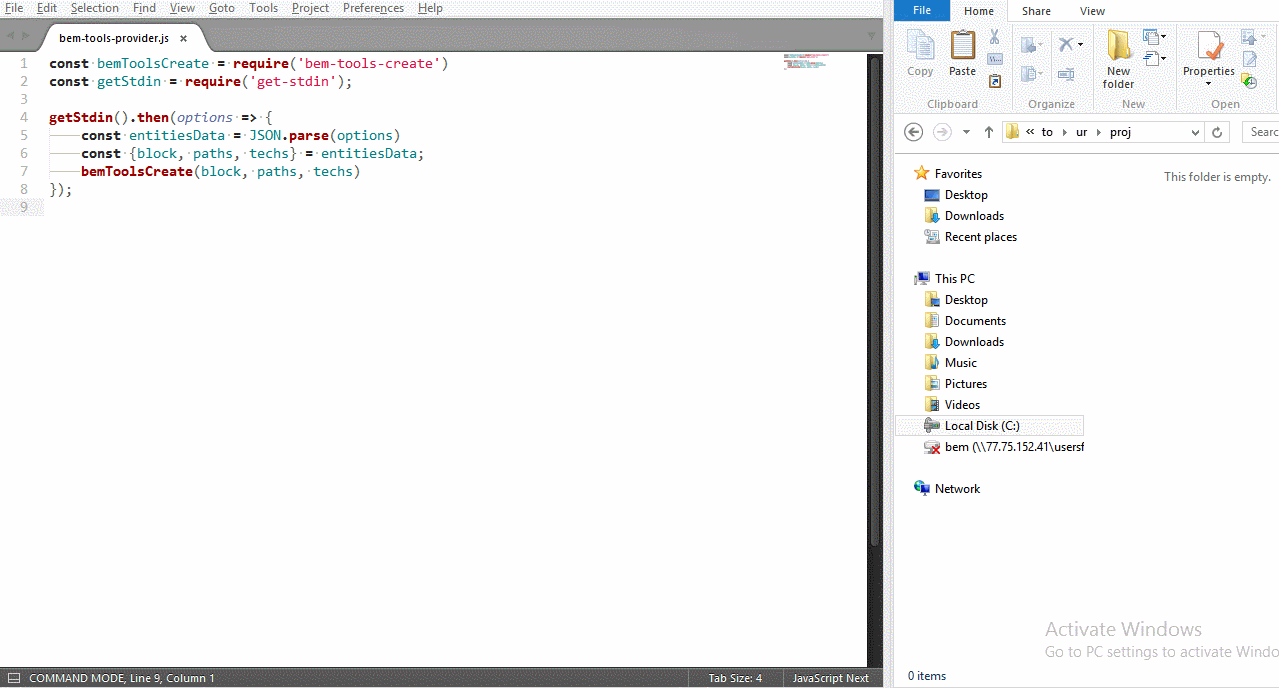 File Edit Selection Find View Goto Tools Project Preferences Help
bem-tools-provider.js ×
1 const bemToolsCreate = require('bem-tools-create')
2 const getStdin = require('get-stdin');
3
4 getStdin().then(options => {
5 const entitiesData = JSON.parse(options)
6 const {block, paths, techs} = entitiesData;
7 bemToolsCreate(block, paths, techs)
8 });
9
COMMAND MODE, Line 9, Column 1 Tab Size: 4 JavaScript Next
File Home Share View
Copy Paste New folder Properties
Clipboard Organize New Open
« to ur proj Searc
This folder is empty.
Favorites
Desktop
Downloads
Recent places
This PC
Desktop
Documents
Downloads
Music
Pictures
Videos
Local Disk (C:)
bem (\\77.75.152.41\usersf
Network
Activate Windows
Go to PC settings to activate Windo
0 items